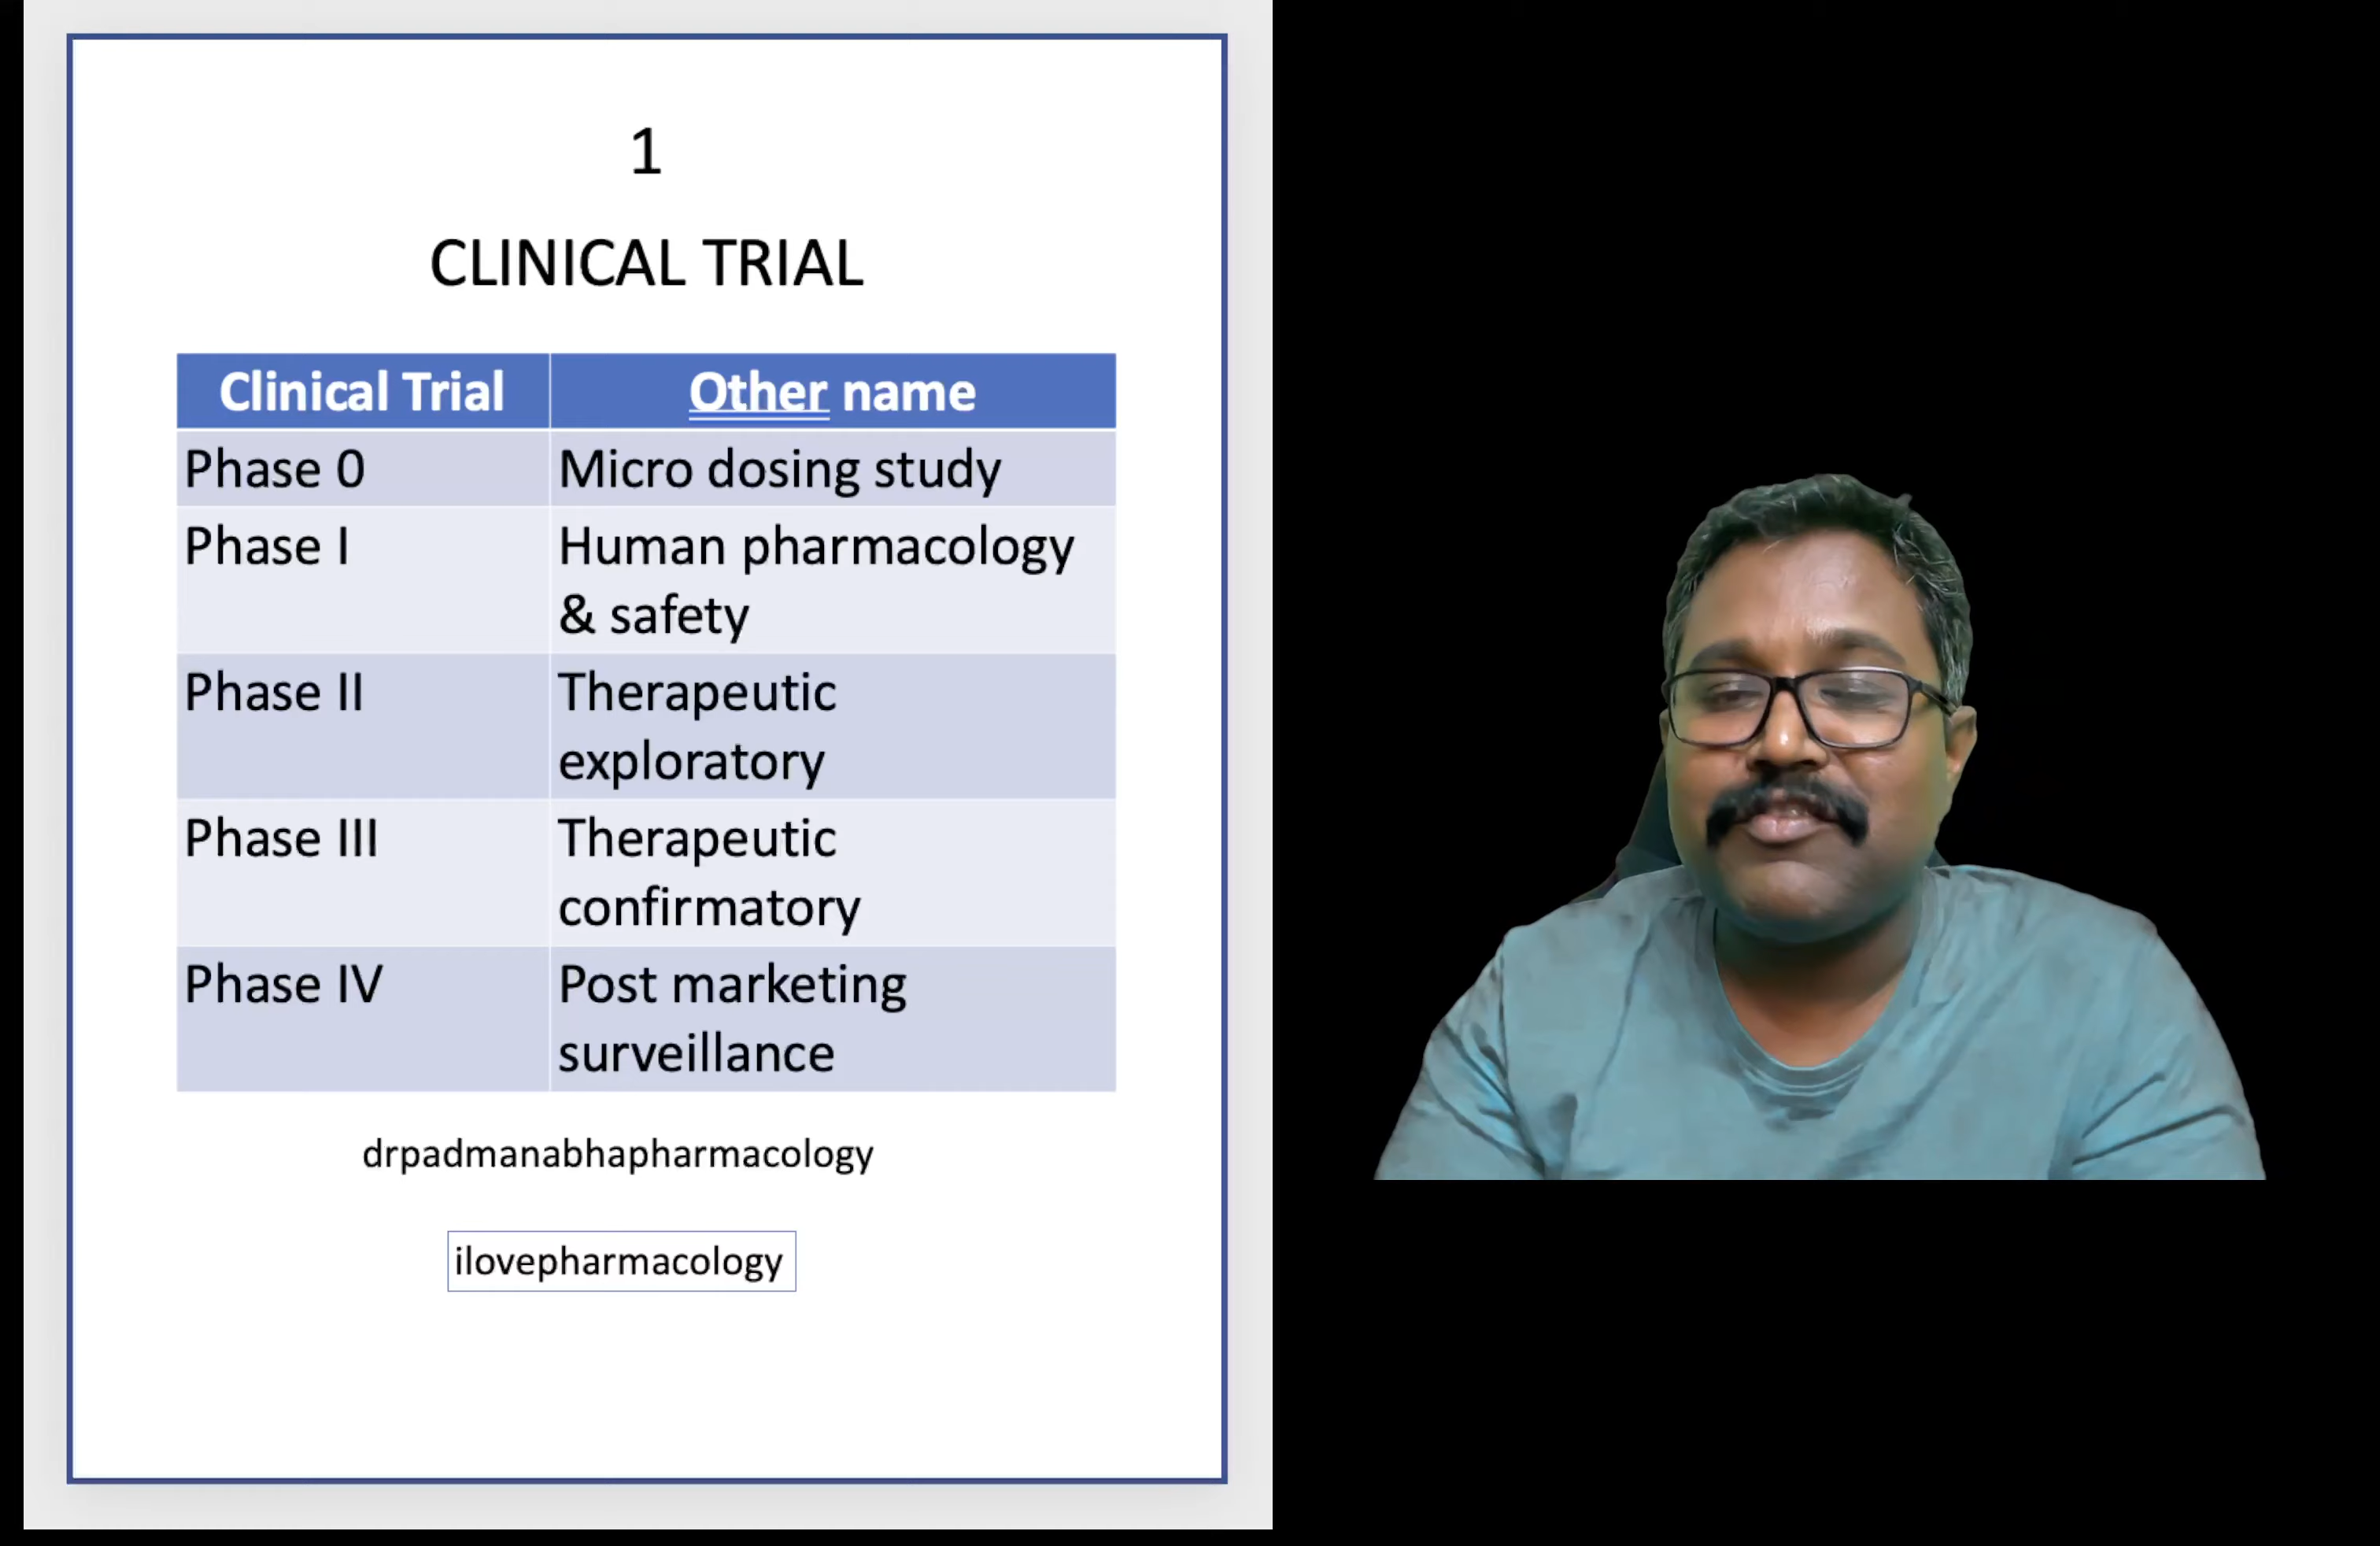 1
CLINICAL TRIAL
Clinical Trial Other name
Phase 0 Micro dosing study
Phase I Human pharmacology
& safety
Phase II Therapeutic
exploratory
Phase III Therapeutic
confirmatory
Phase IV Post marketing
surveillance
drpadmanabhapharmacology
ilovepharmacology